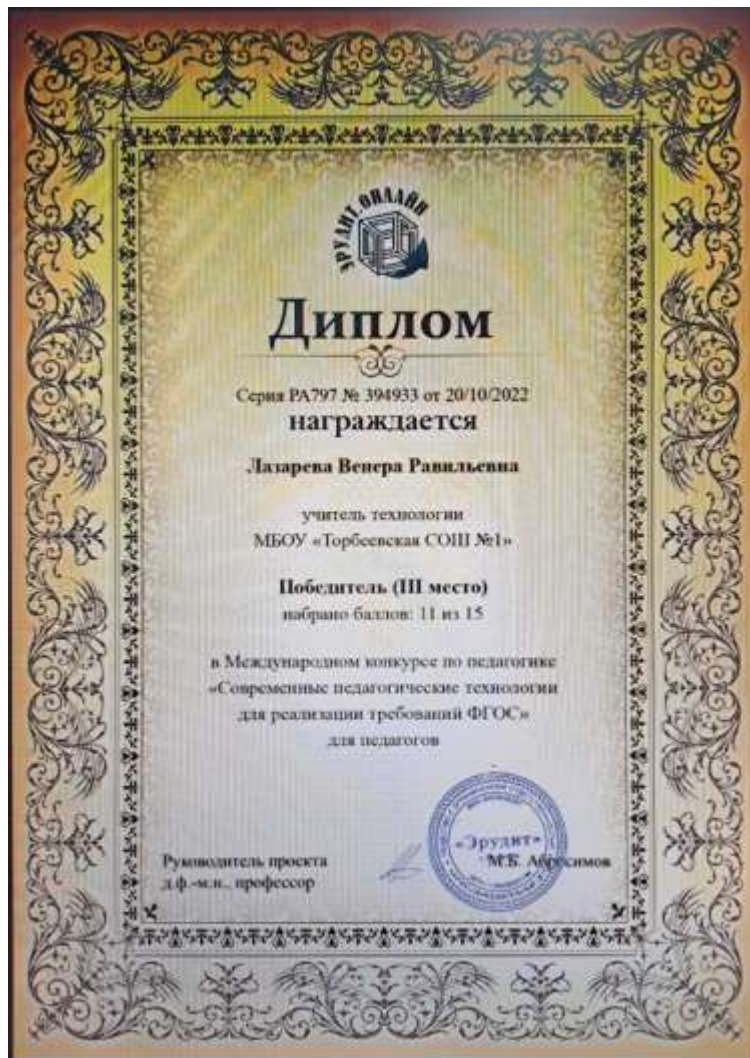 ЭРУДИТ.ОНЛАЙН
Диплом
Серия РА797 № 394933 от 20/10/2022
награждается
Лазарева Венера Равильевна
учитель технологии
МБОУ «Торбеевская СОШ №1»
Победитель (III место)
набрано баллов: 11 из 15
в Международном конкурсе по педагогике
«Современные педагогические технологии
для реализации требований ФГОС»
для педагогов
«Эрудит»
Руководитель проекта
М.Б. Абросимов
д.ф.-м.н., профессор